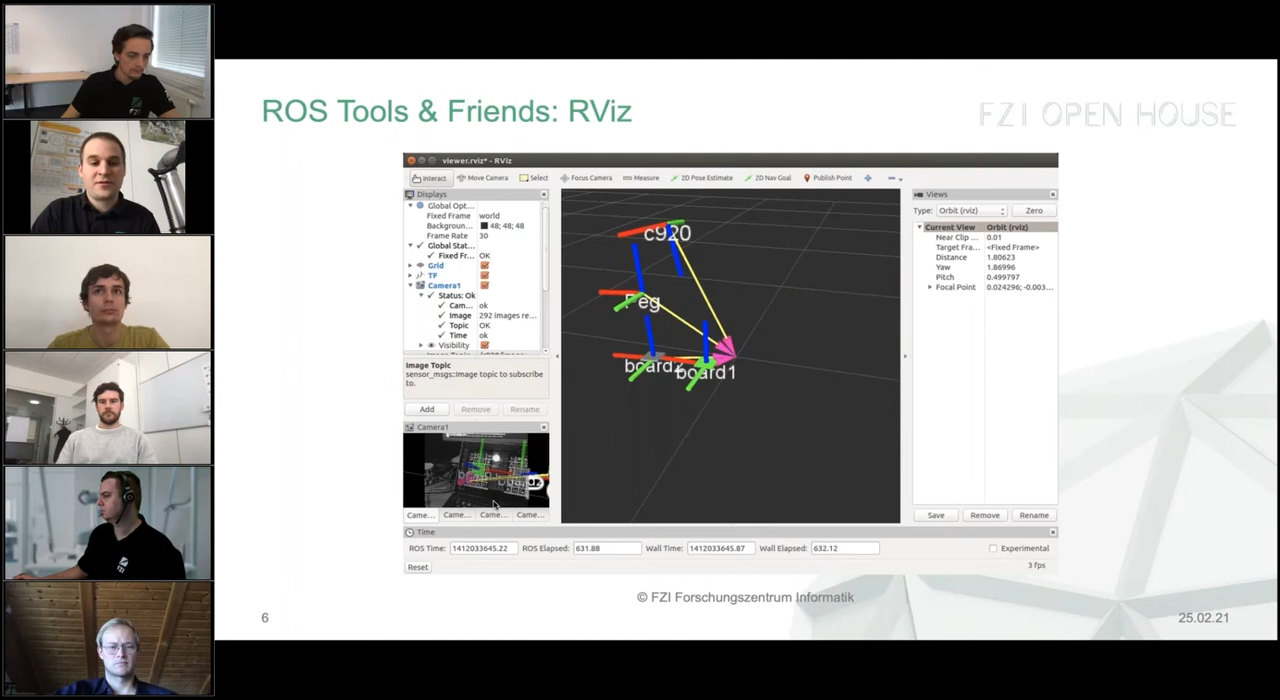 ROS Tools & Friends: RViz
FZI OPEN HOUSE
viewer.rviz* - RViz
Interact Move Camera Select Focus Camera Measure 2D Pose Estimate 2D Nav Goal Publish Point
Displays
Global Opt...
Fixed Frame world
Backgroun... 48; 48; 48
Frame Rate 30
Global Stat...
Fixed Fr... OK
Grid
TF
Camera1
Status: Ok
Cam... ok
Image 292 images re...
Topic OK
Time ok
Visibility
Image Topic
sensor_msgs::Image topic to subscribe
to.
Add Remove Rename
Camera1
Came... Came... Came... Came...
c920
Peg
board2
board1
Views
Type: Orbit (rviz) Zero
Current View Orbit (rviz)
Near Clip ... 0.01
Target Fra... <Fixed Frame>
Distance 1.80623
Yaw 1.86996
Pitch 0.499797
Focal Point 0.024296; -0.003...
Save Remove Rename
Time
ROS Time: 1412033645.22 ROS Elapsed: 631.88 Wall Time: 1412033645.87 Wall Elapsed: 632.12 Experimental
Reset 3 fps
© FZI Forschungszentrum Informatik
6 25.02.21